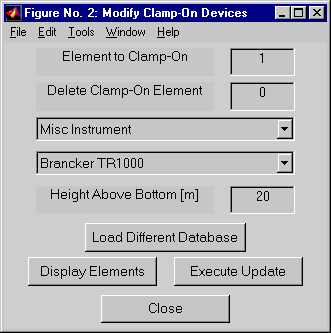 Figure No. 2: Modify Clamp-On Devices
File Edit Tools Window Help
Element to Clamp-On 1
Delete Clamp-On Element 0
Misc Instrument
Brancker TR1000
Height Above Bottom [m] 20
Load Different Database
Display Elements Execute Update
Close